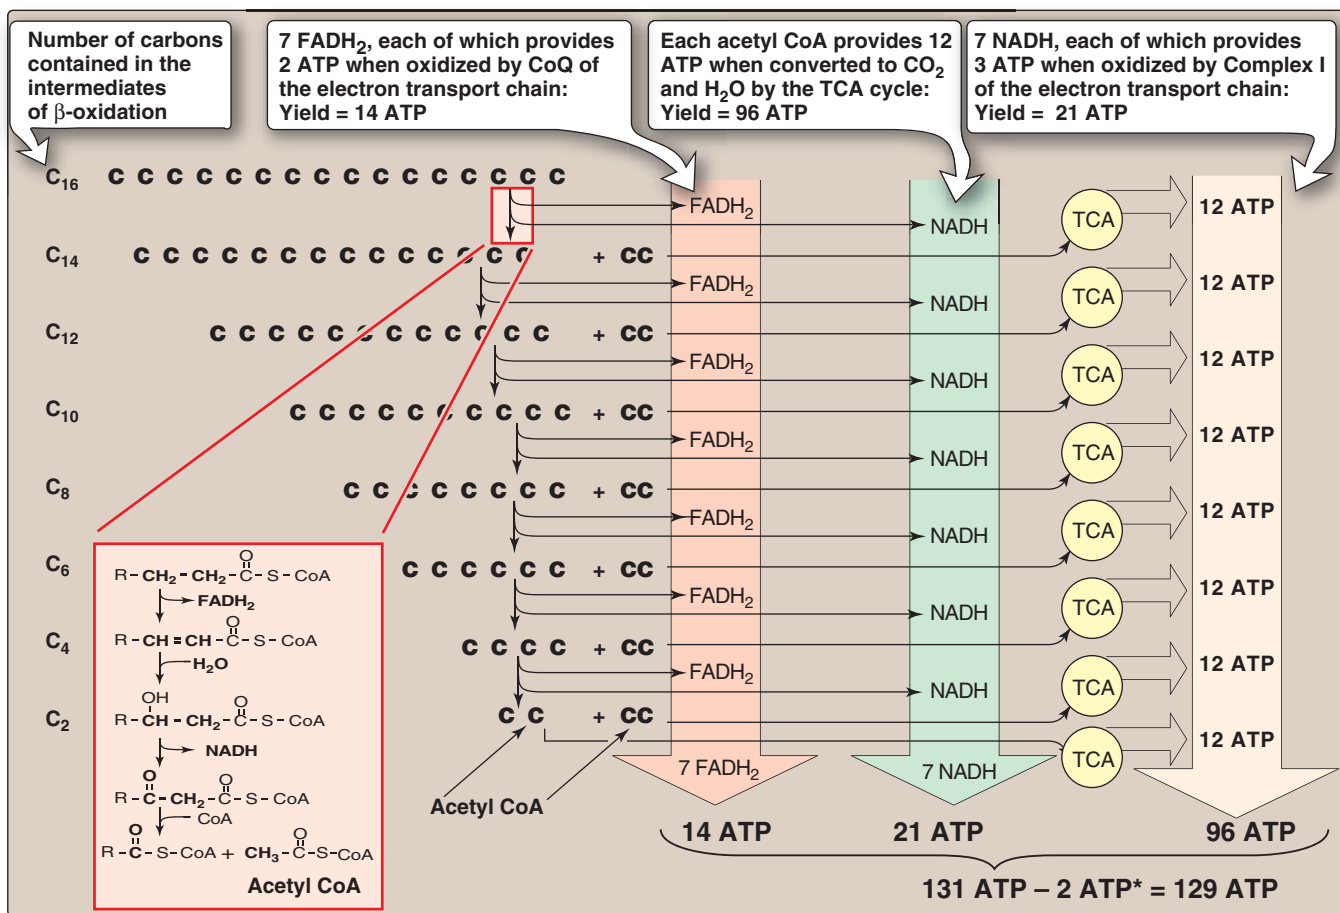 Number of carbons
contained in the
intermediates
of β-oxidation
7 FADH₂, each of which provides
2 ATP when oxidized by CoQ of
the electron transport chain:
Yield = 14 ATP
Each acetyl CoA provides 12
ATP when converted to CO₂
and H₂O by the TCA cycle:
Yield = 96 ATP
7 NADH, each of which provides
3 ATP when oxidized by Complex I
of the electron transport chain:
Yield = 21 ATP
C₁₆ C C C C C C C C C C C C C C C C
FADH₂ NADH TCA 12 ATP
C₁₄ C C C C C C C C C C C C C C + CC
FADH₂ NADH TCA 12 ATP
C₁₂ C C C C C C C C C C C C + CC
FADH₂ NADH TCA 12 ATP
C₁₀ C C C C C C C C C C + CC
FADH₂ NADH TCA 12 ATP
C₈ C C C C C C C C + CC
FADH₂ NADH TCA 12 ATP
C₆ C C C C C C + CC
FADH₂ NADH TCA 12 ATP
C₄ C C C C + CC
FADH₂ NADH TCA 12 ATP
C₂ C C + CC
TCA 12 ATP
7 FADH₂ 7 NADH
Acetyl CoA
14 ATP 21 ATP 96 ATP
131 ATP – 2 ATP* = 129 ATP
O
R–CH₂–CH₂–C–S–CoA
FADH₂
O
R–CH=CH–C–S–CoA
H₂O
OH O
R–CH–CH₂–C–S–CoA
NADH
O O
R–C–CH₂–C–S–CoA
CoA
O O
R–C–S–CoA + CH₃–C–S–CoA
Acetyl CoA